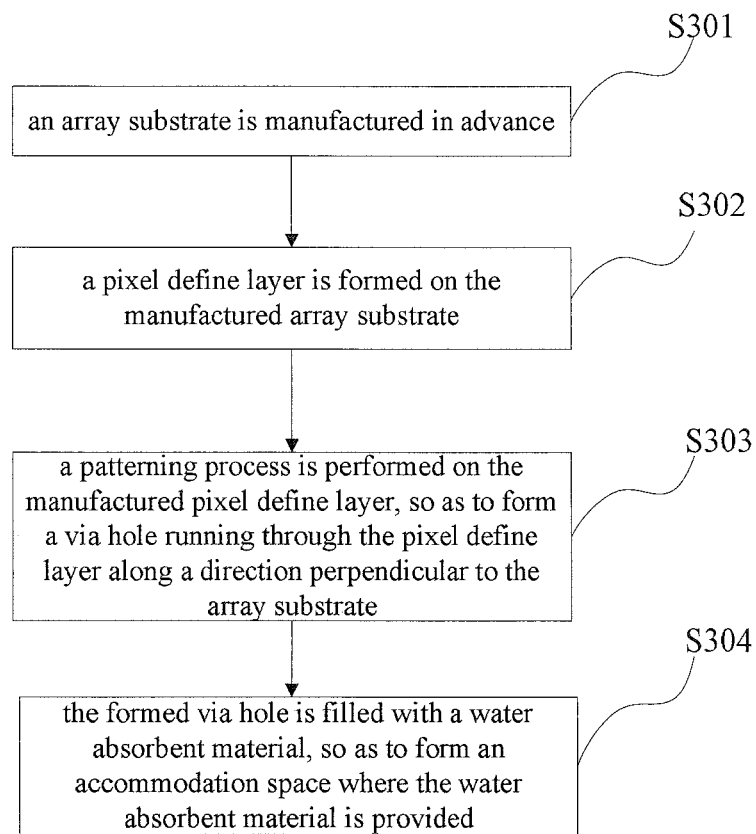 S301
an array substrate is manufactured in advance
S302
a pixel define layer is formed on the
manufactured array substrate
S303
a patterning process is performed on the
manufactured pixel define layer, so as to form
a via hole running through the pixel define
layer along a direction perpendicular to the
array substrate
S304
the formed via hole is filled with a water
absorbent material, so as to form an
accommodation space where the water
absorbent material is provided